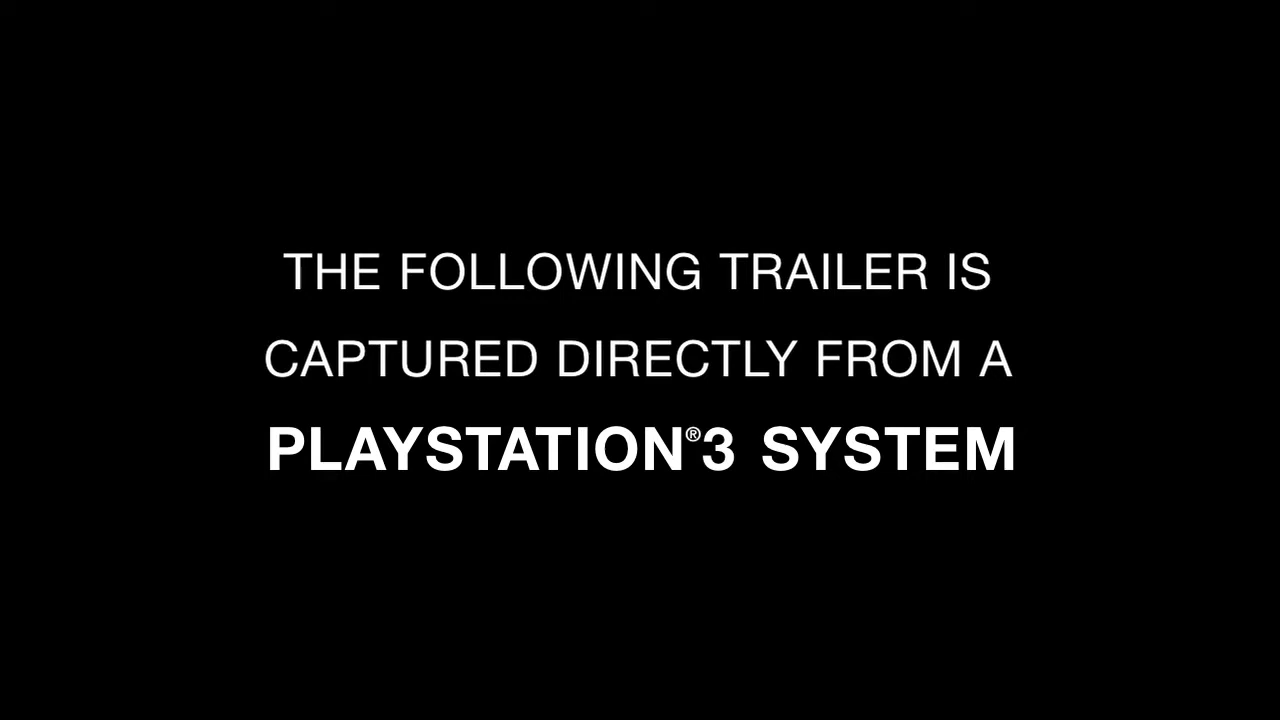 THE FOLLOWING TRAILER IS
CAPTURED DIRECTLY FROM A
PLAYSTATION®3 SYSTEM